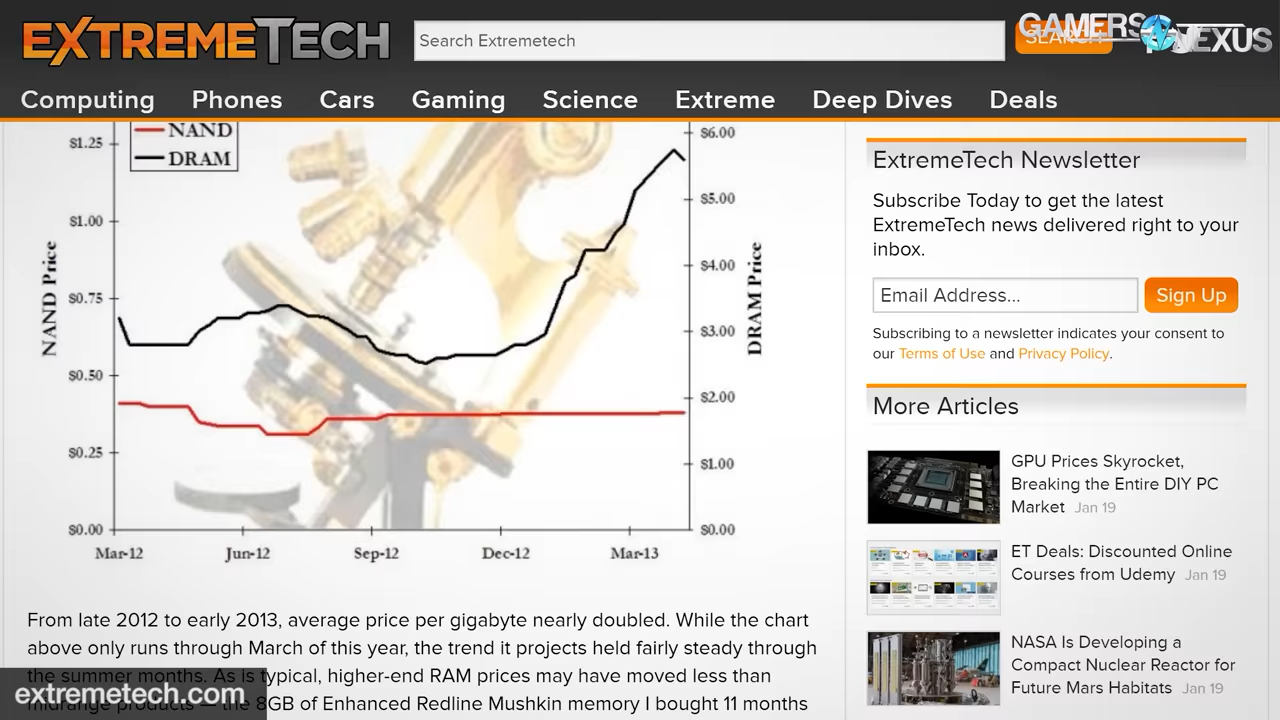 EXTREMETECH
Search Extremetech
SEARCH
GAMERS NEXUS
Computing Phones Cars Gaming Science Extreme Deep Dives Deals
NAND
DRAM
$1.25
$1.00
$0.75
$0.50
$0.25
$0.00
NAND Price
$6.00
$5.00
$4.00
$3.00
$2.00
$1.00
$0.00
DRAM Price
Mar-12 Jun-12 Sep-12 Dec-12 Mar-13
From late 2012 to early 2013, average price per gigabyte nearly doubled. While the chart
above only runs through March of this year, the trend it projects held fairly steady through
the summer months. As is typical, higher-end RAM prices may have moved less than
midrange products — the 8GB of Enhanced Redline Mushkin memory I bought 11 months
extremetech.com
ExtremeTech Newsletter
Subscribe Today to get the latest
ExtremeTech news delivered right to your
inbox.
Email Address...
Sign Up
Subscribing to a newsletter indicates your consent to
our Terms of Use and Privacy Policy.
More Articles
GPU Prices Skyrocket,
Breaking the Entire DIY PC
Market Jan 19
ET Deals: Discounted Online
Courses from Udemy Jan 19
NASA Is Developing a
Compact Nuclear Reactor for
Future Mars Habitats Jan 19